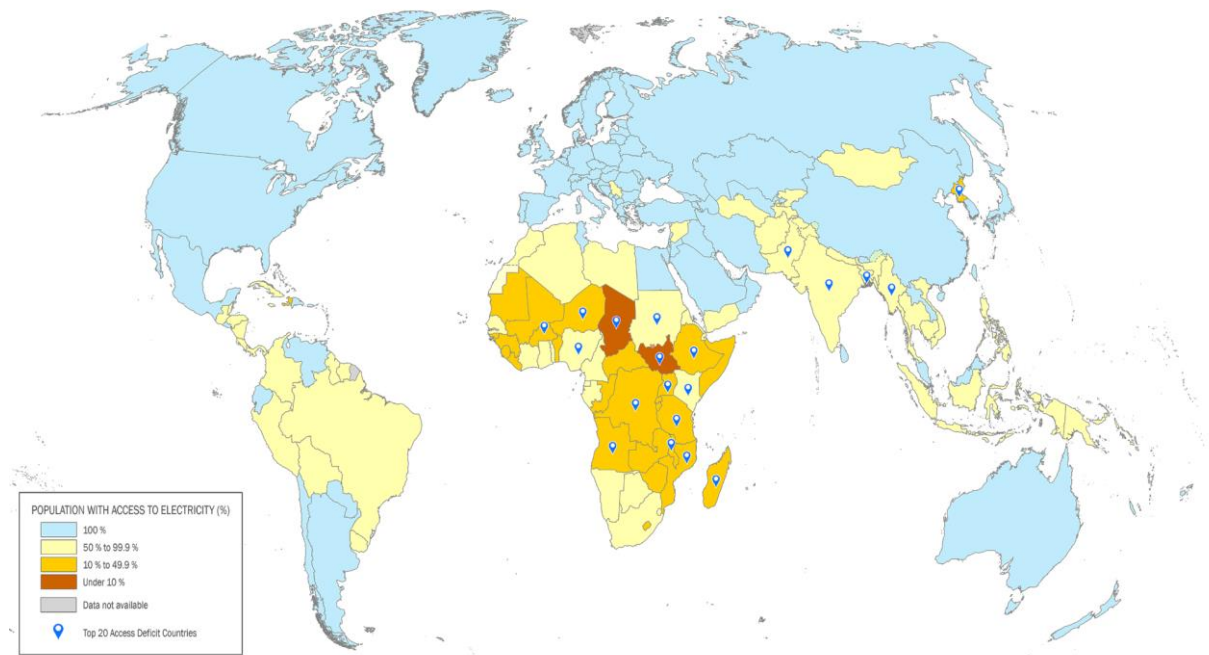 POPULATION WITH ACCESS TO ELECTRICITY (%)
100 %
50 % to 99.9 %
10 % to 49.9 %
Under 10 %
Data not available
Top 20 Access Deficit Countries